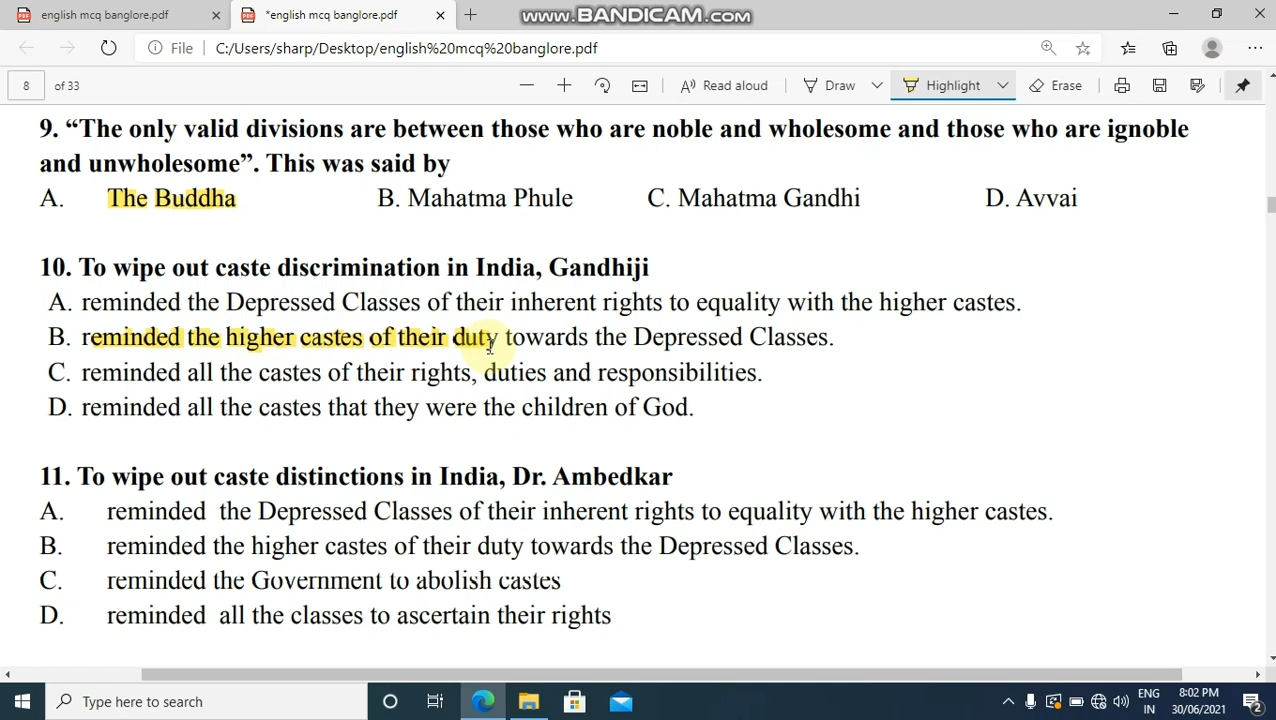 english mcq banglore.pdf
*english mcq banglore.pdf
www.BANDICAM.com
File
C:/Users/sharp/Desktop/english%20mcq%20banglore.pdf
8 of 33
Read aloud
Draw
Highlight
Erase
9. “The only valid divisions are between those who are noble and wholesome and those who are ignoble
and unwholesome”. This was said by
A. The Buddha B. Mahatma Phule C. Mahatma Gandhi D. Avvai
10. To wipe out caste discrimination in India, Gandhiji
A. reminded the Depressed Classes of their inherent rights to equality with the higher castes.
B. reminded the higher castes of their duty towards the Depressed Classes.
C. reminded all the castes of their rights, duties and responsibilities.
D. reminded all the castes that they were the children of God.
11. To wipe out caste distinctions in India, Dr. Ambedkar
A. reminded the Depressed Classes of their inherent rights to equality with the higher castes.
B. reminded the higher castes of their duty towards the Depressed Classes.
C. reminded the Government to abolish castes
D. reminded all the classes to ascertain their rights
Type here to search
ENG
IN
8:02 PM
30/06/2021
2